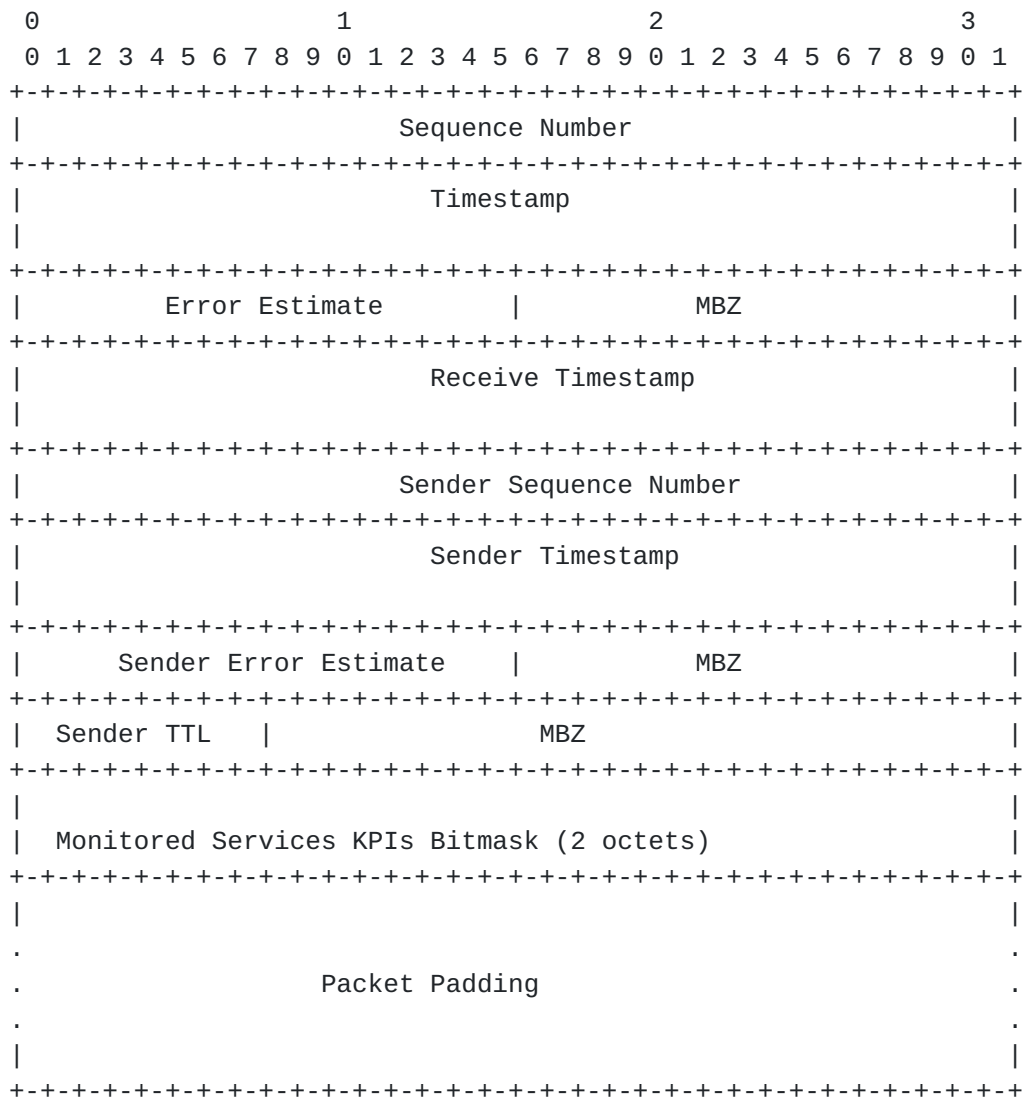 0                   1                   2                   3
 0 1 2 3 4 5 6 7 8 9 0 1 2 3 4 5 6 7 8 9 0 1 2 3 4 5 6 7 8 9 0 1
+-+-+-+-+-+-+-+-+-+-+-+-+-+-+-+-+-+-+-+-+-+-+-+-+-+-+-+-+-+-+-+-+
|                        Sequence Number                        |
+-+-+-+-+-+-+-+-+-+-+-+-+-+-+-+-+-+-+-+-+-+-+-+-+-+-+-+-+-+-+-+-+
|                          Timestamp                            |
|                                                               |
+-+-+-+-+-+-+-+-+-+-+-+-+-+-+-+-+-+-+-+-+-+-+-+-+-+-+-+-+-+-+-+-+
|         Error Estimate        |           MBZ                 |
+-+-+-+-+-+-+-+-+-+-+-+-+-+-+-+-+-+-+-+-+-+-+-+-+-+-+-+-+-+-+-+-+
|                          Receive Timestamp                    |
|                                                               |
+-+-+-+-+-+-+-+-+-+-+-+-+-+-+-+-+-+-+-+-+-+-+-+-+-+-+-+-+-+-+-+-+
|                        Sender Sequence Number                 |
+-+-+-+-+-+-+-+-+-+-+-+-+-+-+-+-+-+-+-+-+-+-+-+-+-+-+-+-+-+-+-+-+
|                          Sender Timestamp                     |
|                                                               |
+-+-+-+-+-+-+-+-+-+-+-+-+-+-+-+-+-+-+-+-+-+-+-+-+-+-+-+-+-+-+-+-+
|      Sender Error Estimate    |           MBZ                 |
+-+-+-+-+-+-+-+-+-+-+-+-+-+-+-+-+-+-+-+-+-+-+-+-+-+-+-+-+-+-+-+-+
|  Sender TTL   |                 MBZ                           |
+-+-+-+-+-+-+-+-+-+-+-+-+-+-+-+-+-+-+-+-+-+-+-+-+-+-+-+-+-+-+-+-+
|                                                               |
|  Monitored Services KPIs Bitmask (2 octets)                   |
+-+-+-+-+-+-+-+-+-+-+-+-+-+-+-+-+-+-+-+-+-+-+-+-+-+-+-+-+-+-+-+-+
|                                                               |
.                                                               .
.                   Packet Padding                              .
.                                                               .
|                                                               |
+-+-+-+-+-+-+-+-+-+-+-+-+-+-+-+-+-+-+-+-+-+-+-+-+-+-+-+-+-+-+-+-+